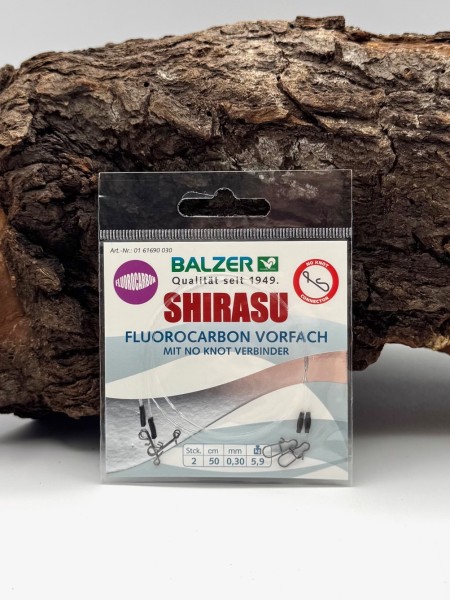 Art.-Nr.: 01 61690 030
FLUOROCARBON
BALZER
Qualität seit 1949.
NO KNOT
CONNECTOR
SHIRASU
FLUOROCARBON VORFACH
MIT NO KNOT VERBINDER
Stck. cm mm
2 50 0,30 5,9